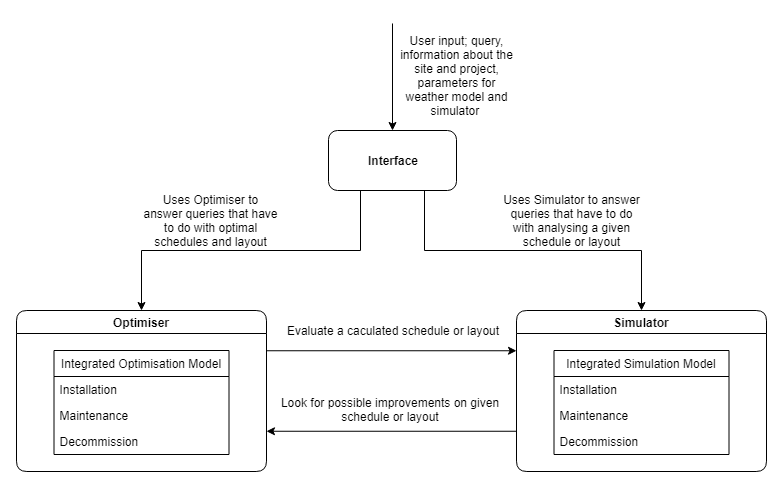 User input; query,
information about the
site and project,
parameters for
weather model and
simulator
Interface
Uses Optimiser to
answer queries that have
to do with optimal
schedules and layout
Uses Simulator to answer
queries that have to do
with analysing a given
schedule or layout
Optimiser
Integrated Optimisation Model
Installation
Maintenance
Decommission
Evaluate a caculated schedule or layout
Look for possible improvements on given
schedule or layout
Simulator
Integrated Simulation Model
Installation
Maintenance
Decommission